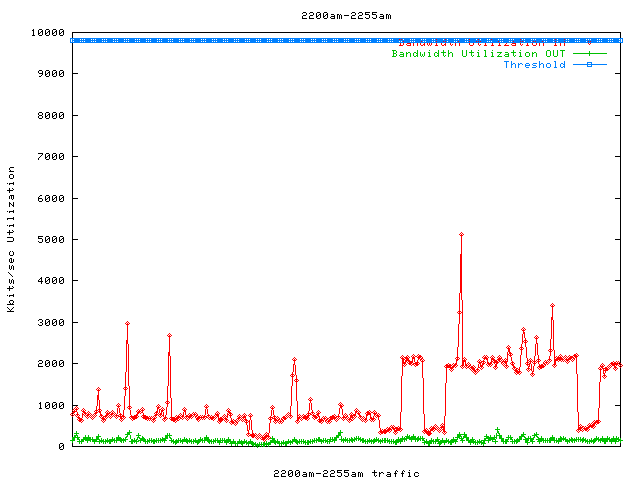 2200am-2255am
10000
Bandwidth Utilization IN
Bandwidth Utilization OUT
Threshold
9000
8000
7000
6000
5000
4000
3000
2000
1000
0
Kbits/sec Utilization
2200am-2255am traffic